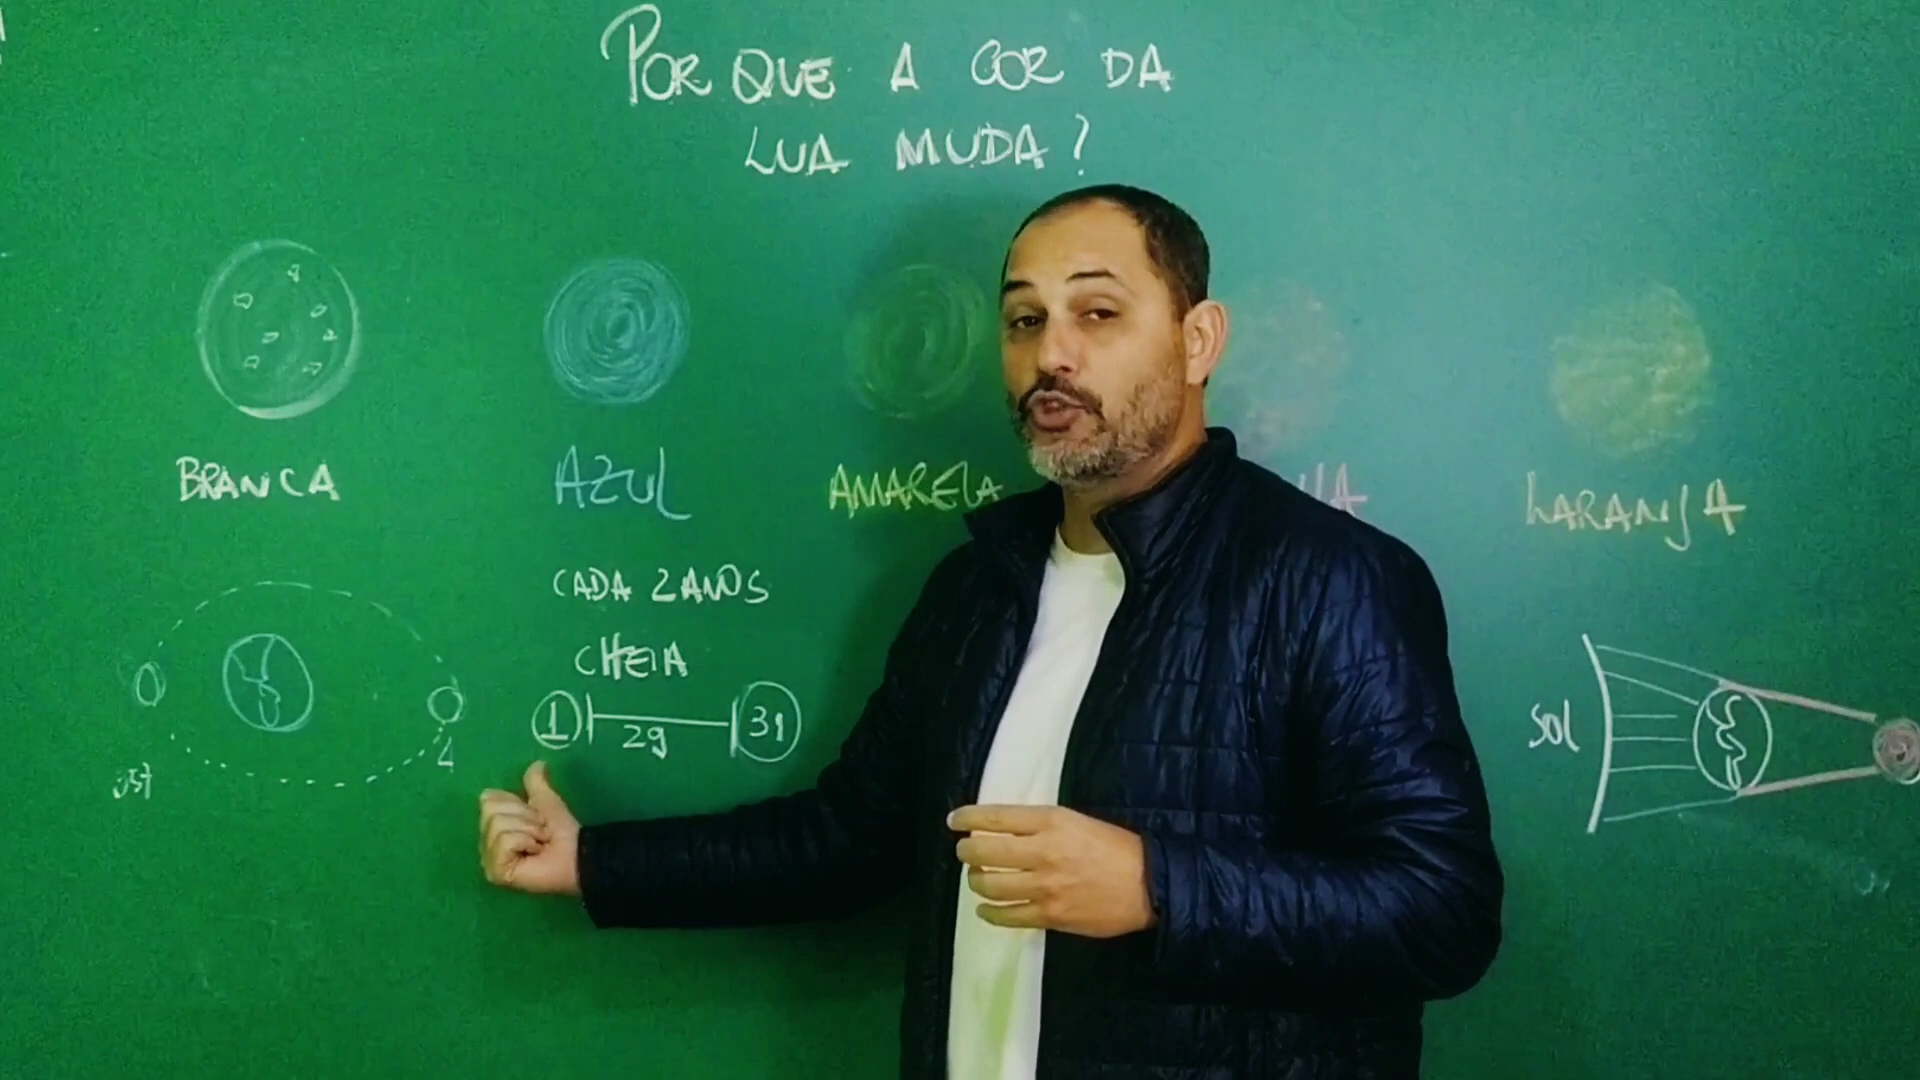 POR QUE A COR DA
LUA MUDA?
BRANCA
AZUL
AMARELA
LARANJA
CADA 2 ANOS
CHEIA
1 29 31
SOL